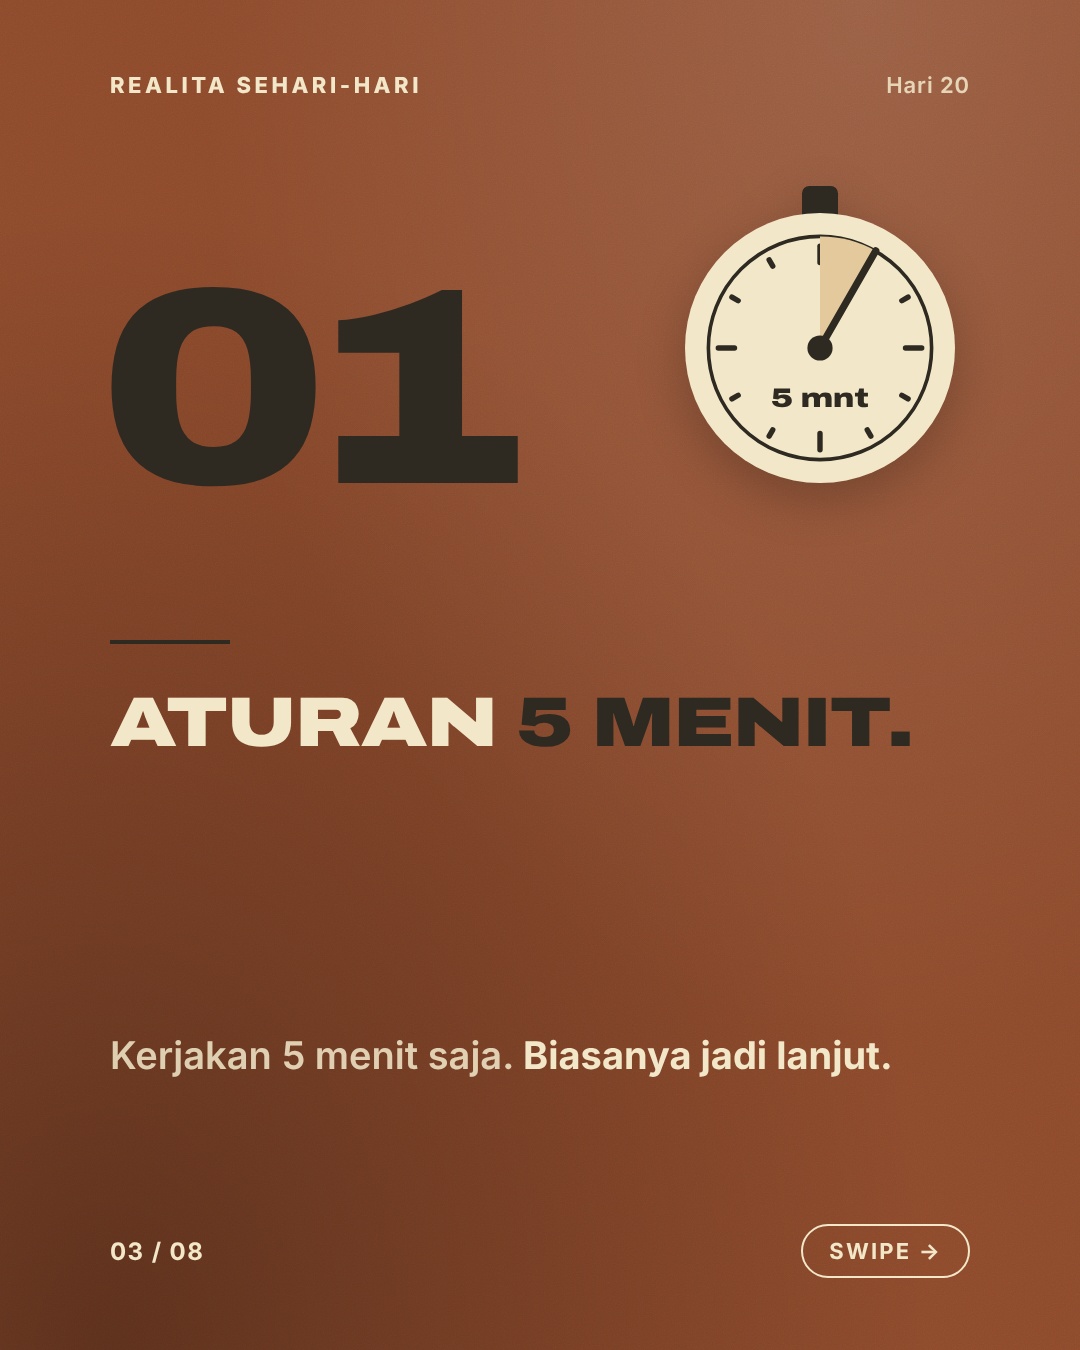 REALITA SEHARI-HARI
Hari 20
01
5 mnt
ATURAN 5 MENIT.
Kerjakan 5 menit saja. Biasanya jadi lanjut.
03 / 08
SWIPE →